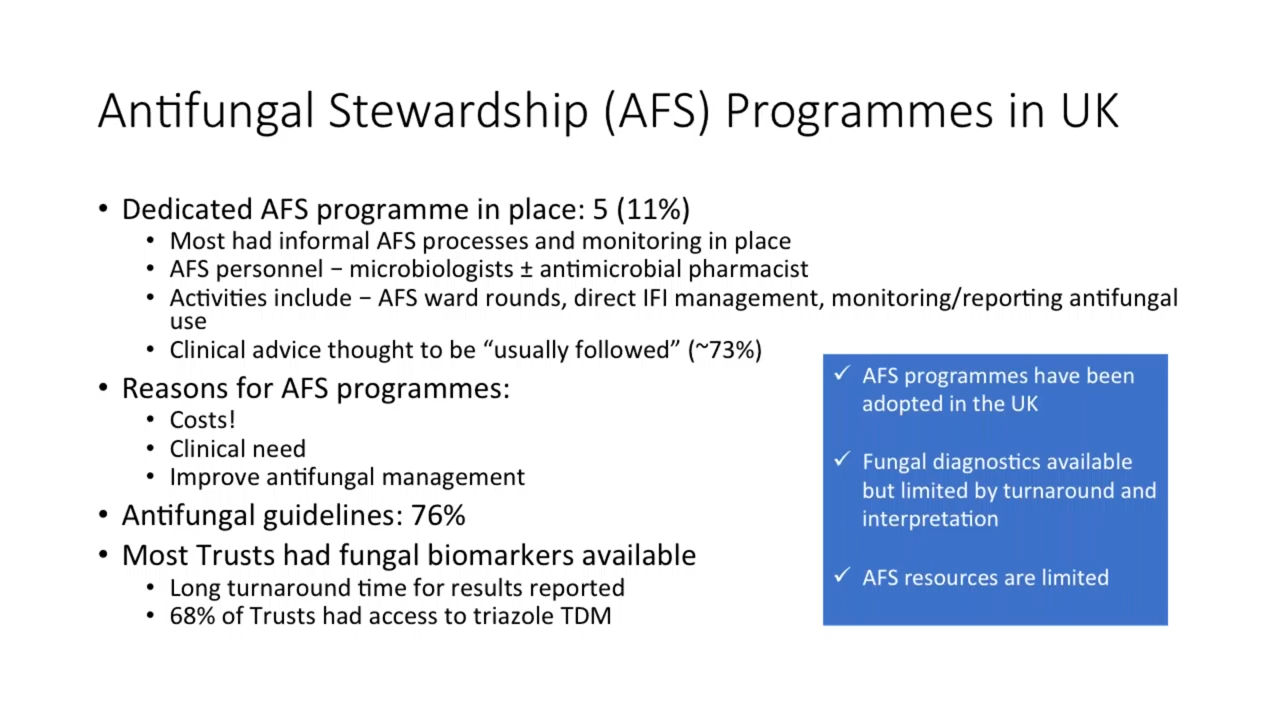 Antifungal Stewardship (AFS) Programmes in UK
• Dedicated AFS programme in place: 5 (11%)
• Most had informal AFS processes and monitoring in place
• AFS personnel − microbiologists ± antimicrobial pharmacist
• Activities include − AFS ward rounds, direct IFI management, monitoring/reporting antifungal
use
• Clinical advice thought to be “usually followed” (~73%)
• Reasons for AFS programmes:
• Costs!
• Clinical need
• Improve antifungal management
• Antifungal guidelines: 76%
• Most Trusts had fungal biomarkers available
• Long turnaround time for results reported
• 68% of Trusts had access to triazole TDM
✓ AFS programmes have been
adopted in the UK
✓ Fungal diagnostics available
but limited by turnaround and
interpretation
✓ AFS resources are limited